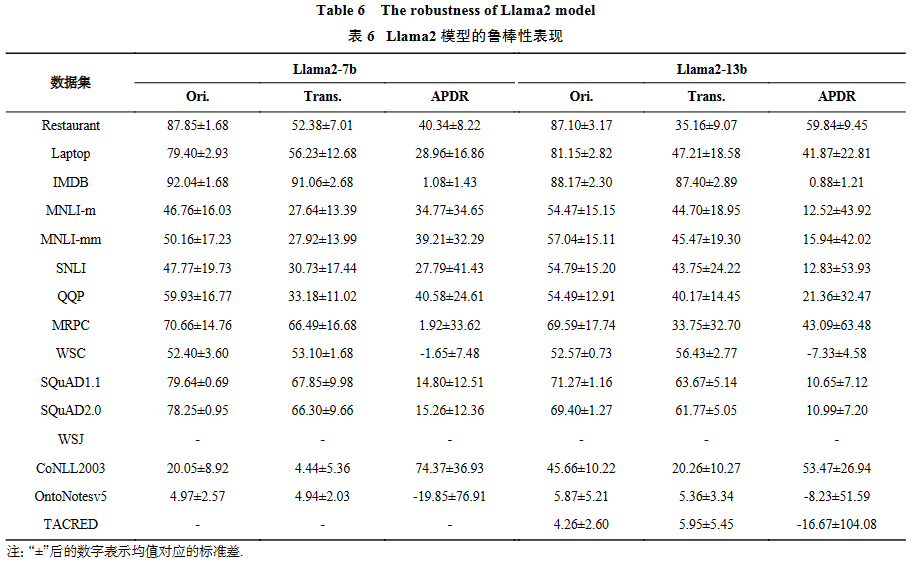 Table 6 The robustness of Llama2 model
表 6 Llama2 模型的鲁棒性表现
数据集 Llama2-7b Llama2-13b
Ori. Trans. APDR Ori. Trans. APDR
Restaurant 87.85±1.68 52.38±7.01 40.34±8.22 87.10±3.17 35.16±9.07 59.84±9.45
Laptop 79.40±2.93 56.23±12.68 28.96±16.86 81.15±2.82 47.21±18.58 41.87±22.81
IMDB 92.04±1.68 91.06±2.68 1.08±1.43 88.17±2.30 87.40±2.89 0.88±1.21
MNLI-m 46.76±16.03 27.64±13.39 34.77±34.65 54.47±15.15 44.70±18.95 12.52±43.92
MNLI-mm 50.16±17.23 27.92±13.99 39.21±32.29 57.04±15.11 45.47±19.30 15.94±42.02
SNLI 47.77±19.73 30.73±17.44 27.79±41.43 54.79±15.20 43.75±24.22 12.83±53.93
QQP 59.93±16.77 33.18±11.02 40.58±24.61 54.49±12.91 40.17±14.45 21.36±32.47
MRPC 70.66±14.76 66.49±16.68 1.92±33.62 69.59±17.74 33.75±32.70 43.09±63.48
WSC 52.40±3.60 53.10±1.68 -1.65±7.48 52.57±0.73 56.43±2.77 -7.33±4.58
SQuAD1.1 79.64±0.69 67.85±9.98 14.80±12.51 71.27±1.16 63.67±5.14 10.65±7.12
SQuAD2.0 78.25±0.95 66.30±9.66 15.26±12.36 69.40±1.27 61.77±5.05 10.99±7.20
WSJ - - - - - -
CoNLL2003 20.05±8.92 4.44±5.36 74.37±36.93 45.66±10.22 20.26±10.27 53.47±26.94
OntoNotesv5 4.97±2.57 4.94±2.03 -19.85±76.91 5.87±5.21 5.36±3.34 -8.23±51.59
TACRED - - - 4.26±2.60 5.95±5.45 -16.67±104.08
注: “±”后的数字表示均值对应的标准差.